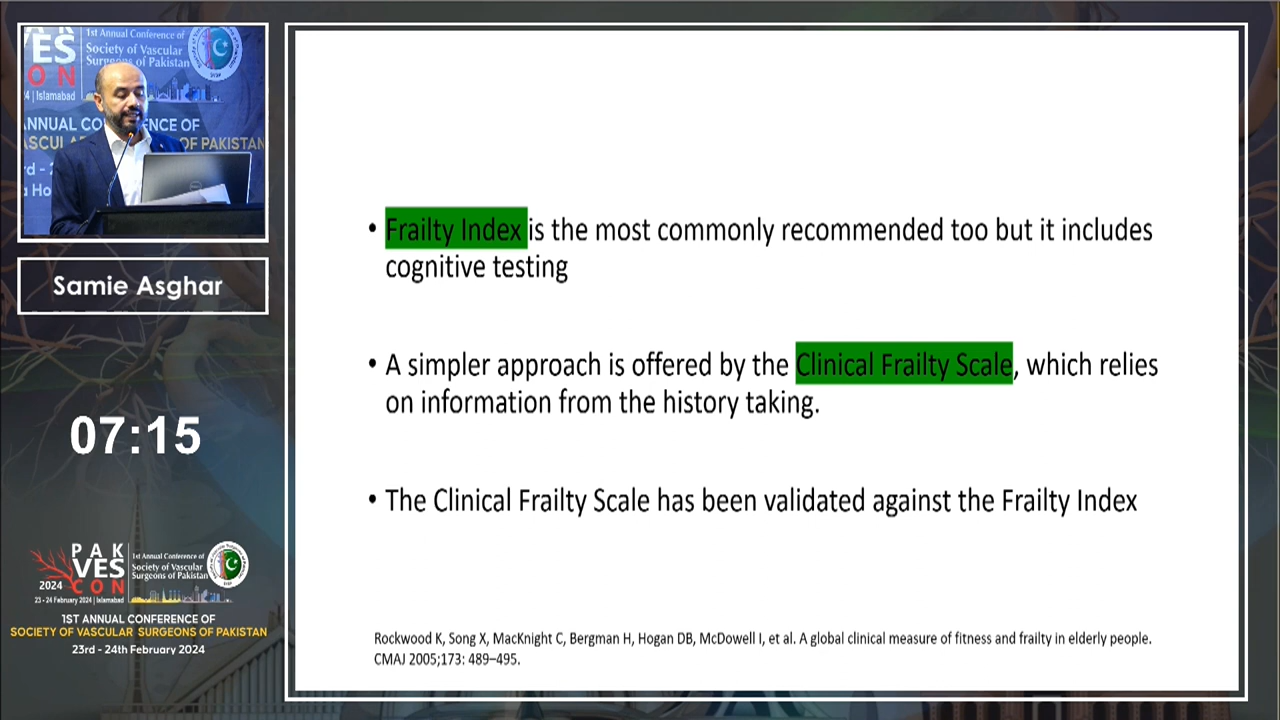 1st Annual Conference of
Society of Vascular
Surgeons of Pakistan
ES
ON
4 | Islamabad
ANNUAL CO
NCE OF
OF PAKISTAN
Samie Asghar
07:15
PAK
VES
CON
2024
23 - 24 February 2024 | Islamabad
1st Annual Conference of
Society of Vascular
Surgeons of Pakistan
1ST ANNUAL CONFERENCE OF
SOCIETY OF VASCULAR SURGEONS OF PAKISTAN
23rd - 24th February 2024
• Frailty Index is the most commonly recommended too but it includes
cognitive testing
• A simpler approach is offered by the Clinical Frailty Scale, which relies
on information from the history taking.
• The Clinical Frailty Scale has been validated against the Frailty Index
Rockwood K, Song X, MacKnight C, Bergman H, Hogan DB, McDowell I, et al. A global clinical measure of fitness and frailty in elderly people.
CMAJ 2005;173: 489–495.